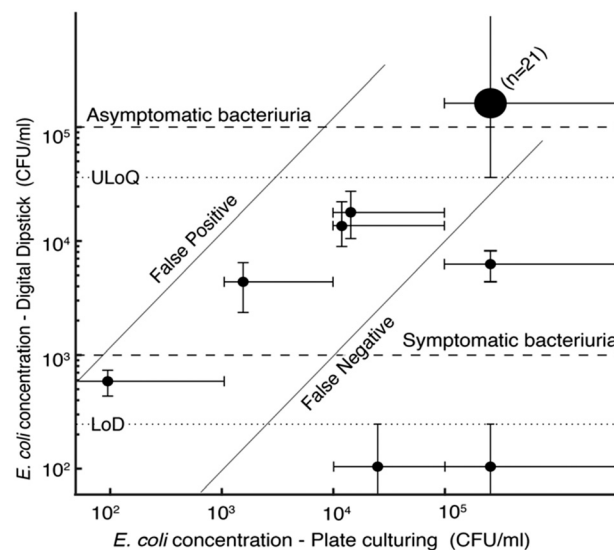 (n=21)
Asymptomatic bacteriuria
10⁵
ULoQ
10⁴
False Positive
Symptomatic bacteriuria
10³
False Negative
LoD
10²
E. coli concentration - Digital Dipstick (CFU/ml)
10² 10³ 10⁴ 10⁵
E. coli concentration - Plate culturing (CFU/ml)